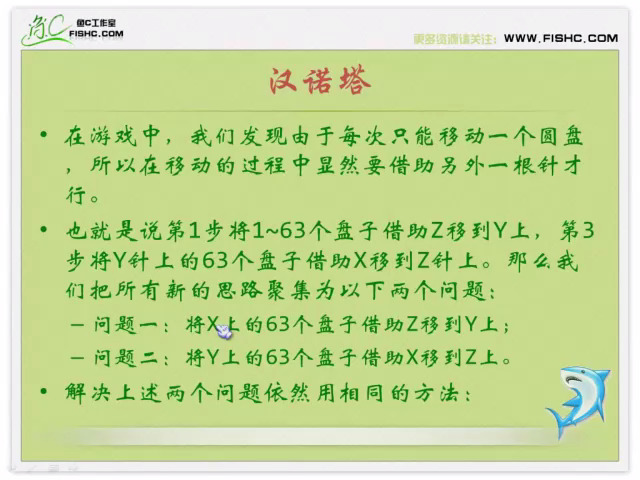 鱼C工作室
FISHC.COM
更多资源请关注：WWW.FISHC.COM
汉诺塔
• 在游戏中，我们发现由于每次只能移动一个圆盘
，所以在移动的过程中显然要借助另外一根针才
行。
• 也就是说第1步将1~63个盘子借助Z移到Y上，第3
步将Y针上的63个盘子借助X移到Z针上。那么我
们把所有新的思路聚集为以下两个问题：
– 问题一：将X上的63个盘子借助Z移到Y上；
– 问题二：将Y上的63个盘子借助X移到Z上。
• 解决上述两个问题依然用相同的方法：